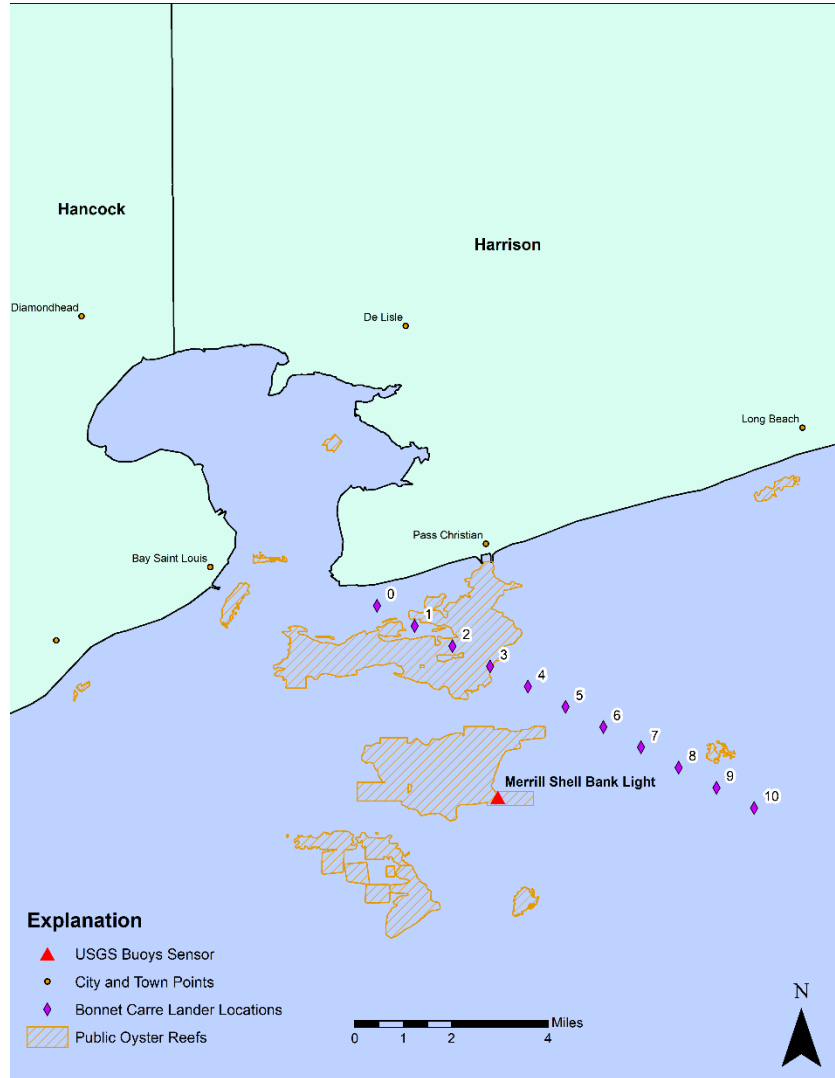 Hancock
Harrison
Diamondhead
De Lisle
Long Beach
Pass Christian
Bay Saint Louis
0
1
2
3
4
5
6
7
8
9
10
Merrill Shell Bank Light
Explanation
USGS Buoys Sensor
City and Town Points
Bonnet Carre Lander Locations
Public Oyster Reefs
Miles
0 1 2 4
N